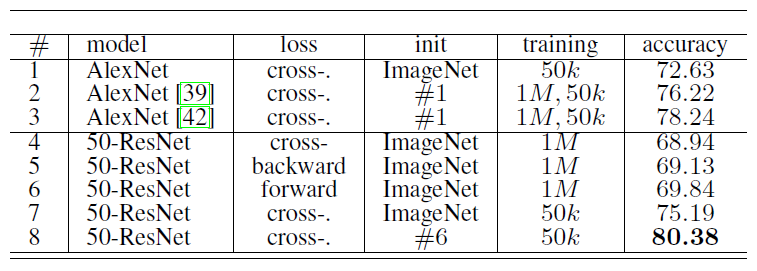 # model loss init training accuracy
1 AlexNet cross-. ImageNet 50k 72.63
2 AlexNet [39] cross-. #1 1M, 50k 76.22
3 AlexNet [42] cross-. #1 1M, 50k 78.24
4 50-ResNet cross- ImageNet 1M 68.94
5 50-ResNet backward ImageNet 1M 69.13
6 50-ResNet forward ImageNet 1M 69.84
7 50-ResNet cross-. ImageNet 50k 75.19
8 50-ResNet cross-. #6 50k 80.38